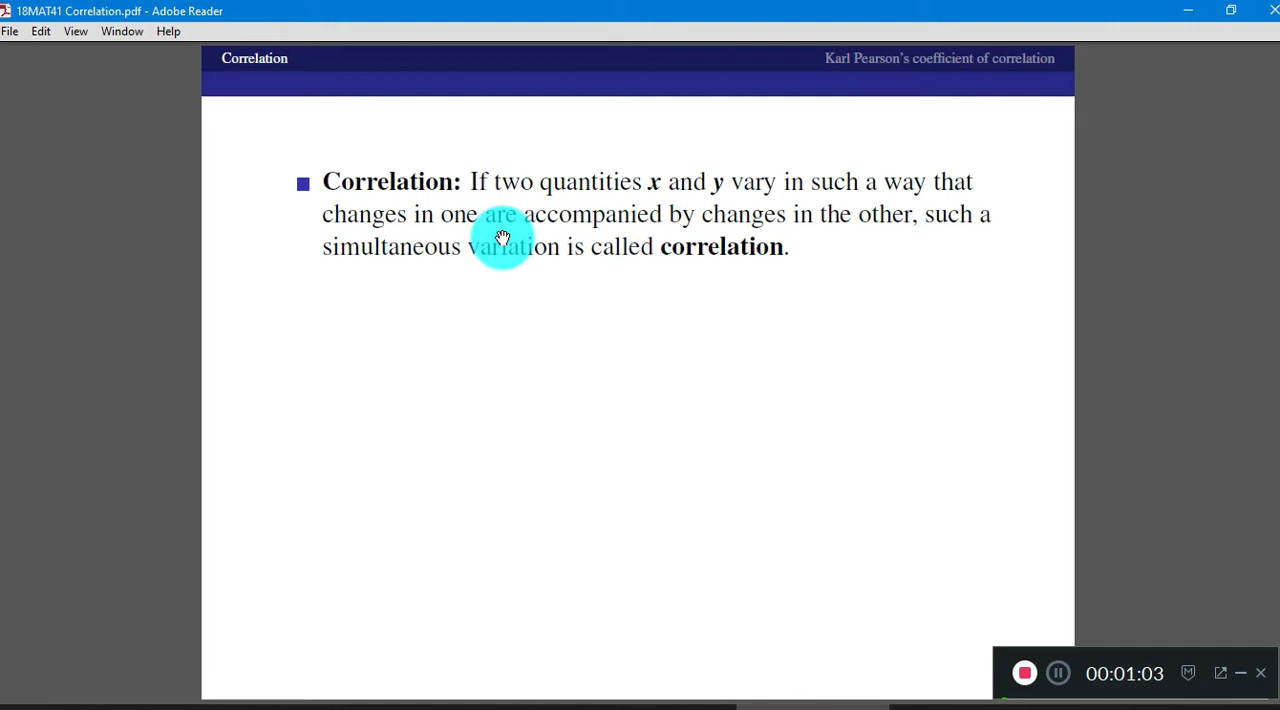 18MAT41 Correlation.pdf - Adobe Reader
File Edit View Window Help
Correlation
Karl Pearson's coefficient of correlation
Correlation: If two quantities x and y vary in such a way that
changes in one are accompanied by changes in the other, such a
simultaneous variation is called correlation.
00:01:03